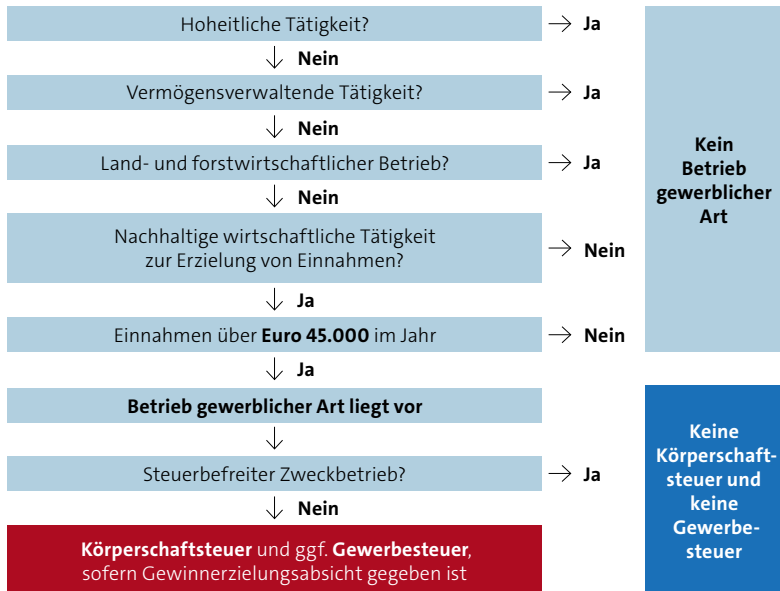 Hoheitliche Tätigkeit?
→ Ja
↓ Nein
Vermögensverwaltende Tätigkeit?
→ Ja
↓ Nein
Land- und forstwirtschaftlicher Betrieb?
→ Ja
↓ Nein
Nachhaltige wirtschaftliche Tätigkeit
zur Erzielung von Einnahmen?
→ Nein
↓ Ja
Einnahmen über Euro 45.000 im Jahr
→ Nein
↓ Ja
Kein
Betrieb
gewerblicher
Art
Betrieb gewerblicher Art liegt vor
↓
Steuerbefreiter Zweckbetrieb?
→ Ja
↓ Nein
Körperschaftsteuer und ggf. Gewerbesteuer,
sofern Gewinnerzielungsabsicht gegeben ist
Keine
Körperschaft-
steuer und
keine
Gewerbe-
steuer